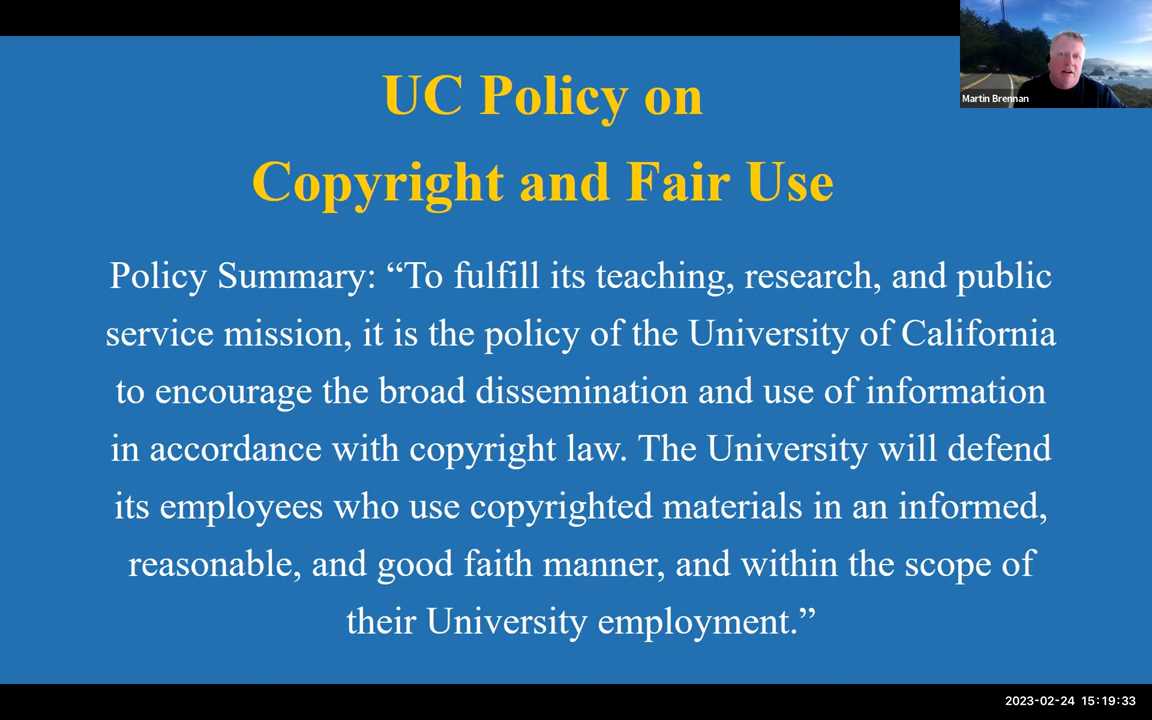 UC Policy on
Copyright and Fair Use
Martin Brennan
Policy Summary: “To fulfill its teaching, research, and public
service mission, it is the policy of the University of California
to encourage the broad dissemination and use of information
in accordance with copyright law. The University will defend
its employees who use copyrighted materials in an informed,
reasonable, and good faith manner, and within the scope of
their University employment.”
2023-02-24 15:19:33